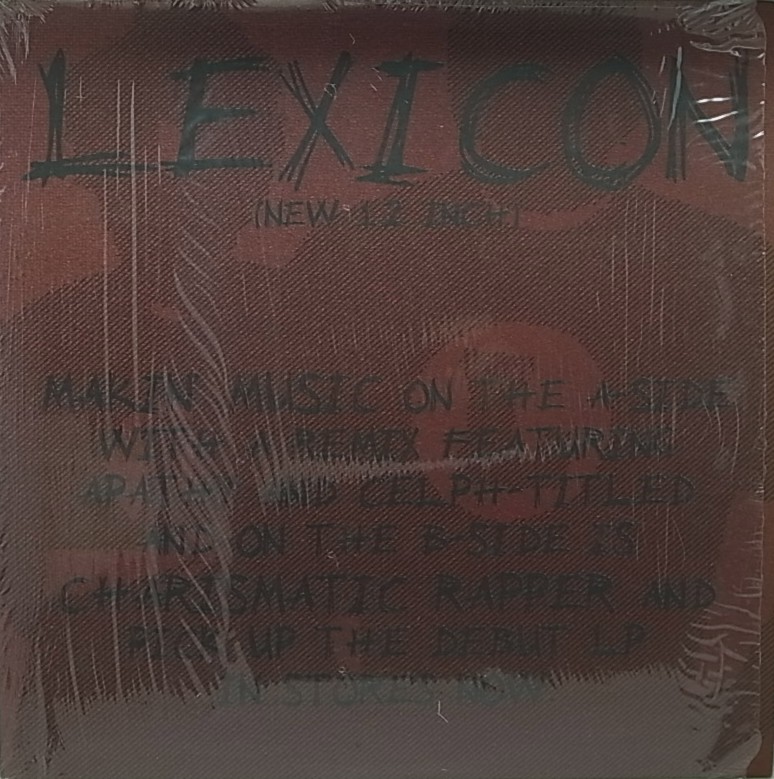 LEXICON
(NEW 12 INCH)
MAKIN' MUSIC ON THE A-SIDE
WITH A REMIX FEATURING
APATHY AND CELPH-TITLED
AND ON THE B-SIDE IS
CHARISMATIC RAPPER AND
PICK UP THE DEBUT LP
IN STORES NOW